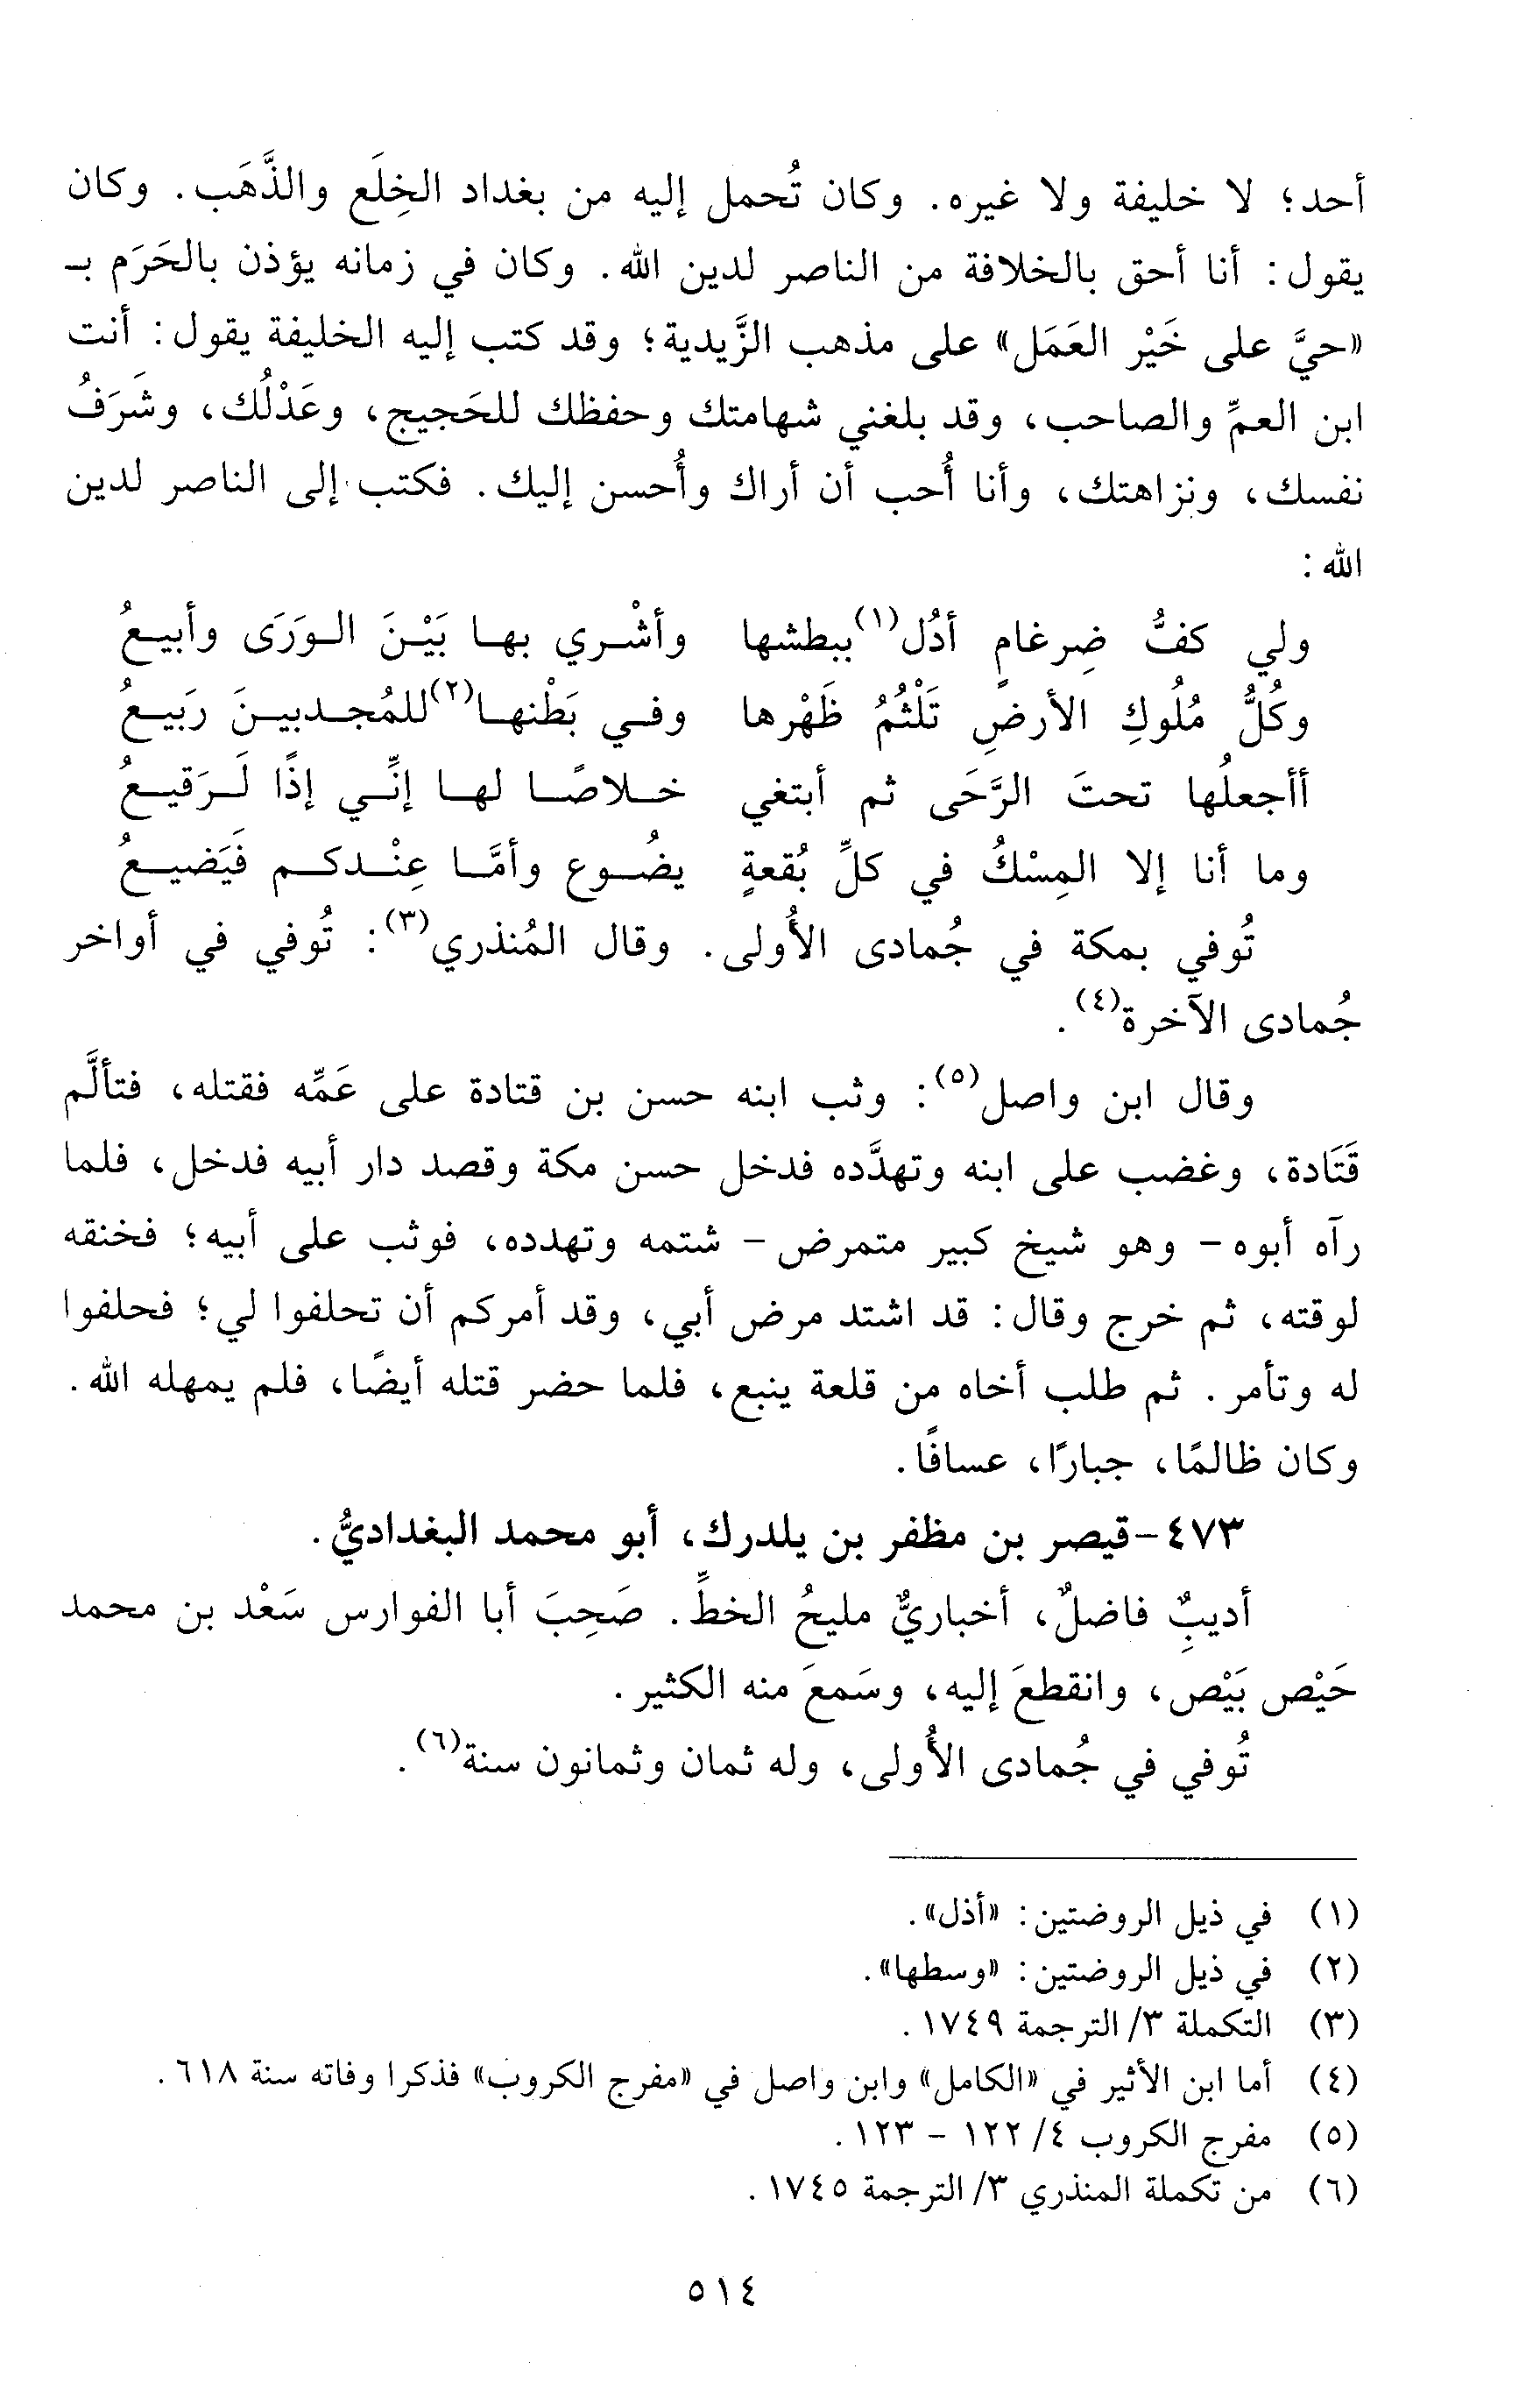 أحد؛ لا خليفة ولا غيره. وكان تُحمل إليه من بغداد الخِلَع والذَّهَب. وكان
يقول: أنا أحق بالخلافة من الناصر لدين الله. وكان في زمانه يؤذن بالحَرَم بـ
«حيَّ على خَيْر العَمَل» على مذهب الزَّيدية؛ وقد كتب إليه الخليفة يقول: أنت
ابن العمِّ والصاحب، وقد بلغني شهامتك وحفظك للحَجيج، وعَدْلُك، وشَرَفُ
نفسك، ونزاهتك، وأنا أُحب أن أراك وأُحسن إليك. فكتب إلى الناصر لدين
الله:
ولي كفُّ ضِرغامٍ أدُل(١) ببطشها وأشْري بها بَيْنَ الوَرَى وأبيعُ
وكُلُّ مُلُوكِ الأرضِ تَلْثُمُ ظَهْرها وفي بَطْنها(٢) للمُجدبينَ رَبَيعُ
أأجعلُها تحتَ الرَّحَى ثم أبتغي خلاصًا لها إنِّي إذًا لَرَقيعُ
وما أنا إلا المِسْكُ في كلِّ بُقعةٍ يضُوع وأمَّا عِنْدكم فَيَضيعُ
تُوفي بمكة في جُمادى الأُولى. وقال المُنذري(٣): تُوفي في أواخر
جُمادى الآخرة(٤).
وقال ابن واصل(٥): وثب ابنه حسن بن قتادة على عَمِّه فقتله، فتألَّم
قَتَادة، وغضب على ابنه وتهدَّده فدخل حسن مكة وقصد دار أبيه فدخل، فلما
رآه أبوه - وهو شيخ كبير متمرض - شتمه وتهدده، فوثب على أبيه؛ فخنقه
لوقته، ثم خرج وقال: قد اشتد مرض أبي، وقد أمركم أن تحلفوا لي؛ فحلفوا
له وتأمر. ثم طلب أخاه من قلعة ينبع، فلما حضر قتله أيضًا، فلم يمهله الله.
وكان ظالمًا، جبارًا، عسافًا.
٤٧٣- قيصر بن مظفر بن يلدرك، أبو محمد البغداديُّ.
أديبٌ فاضلٌ، أخباريٌّ مليحُ الخطِّ. صَحِبَ أبا الفوارس سَعْد بن محمد
حَيْص بَيْص، وانقطعَ إليه، وسَمعَ منه الكثير.
تُوفي في جُمادى الأُولى، وله ثمان وثمانون سنة(٦).
(١) في ذيل الروضتين: «أذل».
(٢) في ذيل الروضتين: «وسطها».
(٣) التكملة ٣/ الترجمة ١٧٤٩.
(٤) أما ابن الأثير في «الكامل» وابن واصل في «مفرج الكروب» فذكرا وفاته سنة ٦١٨.
(٥) مفرج الكروب ٤/ ١٢٢ - ١٢٣.
(٦) من تكملة المنذري ٣/ الترجمة ١٧٤٥.
٥١٤